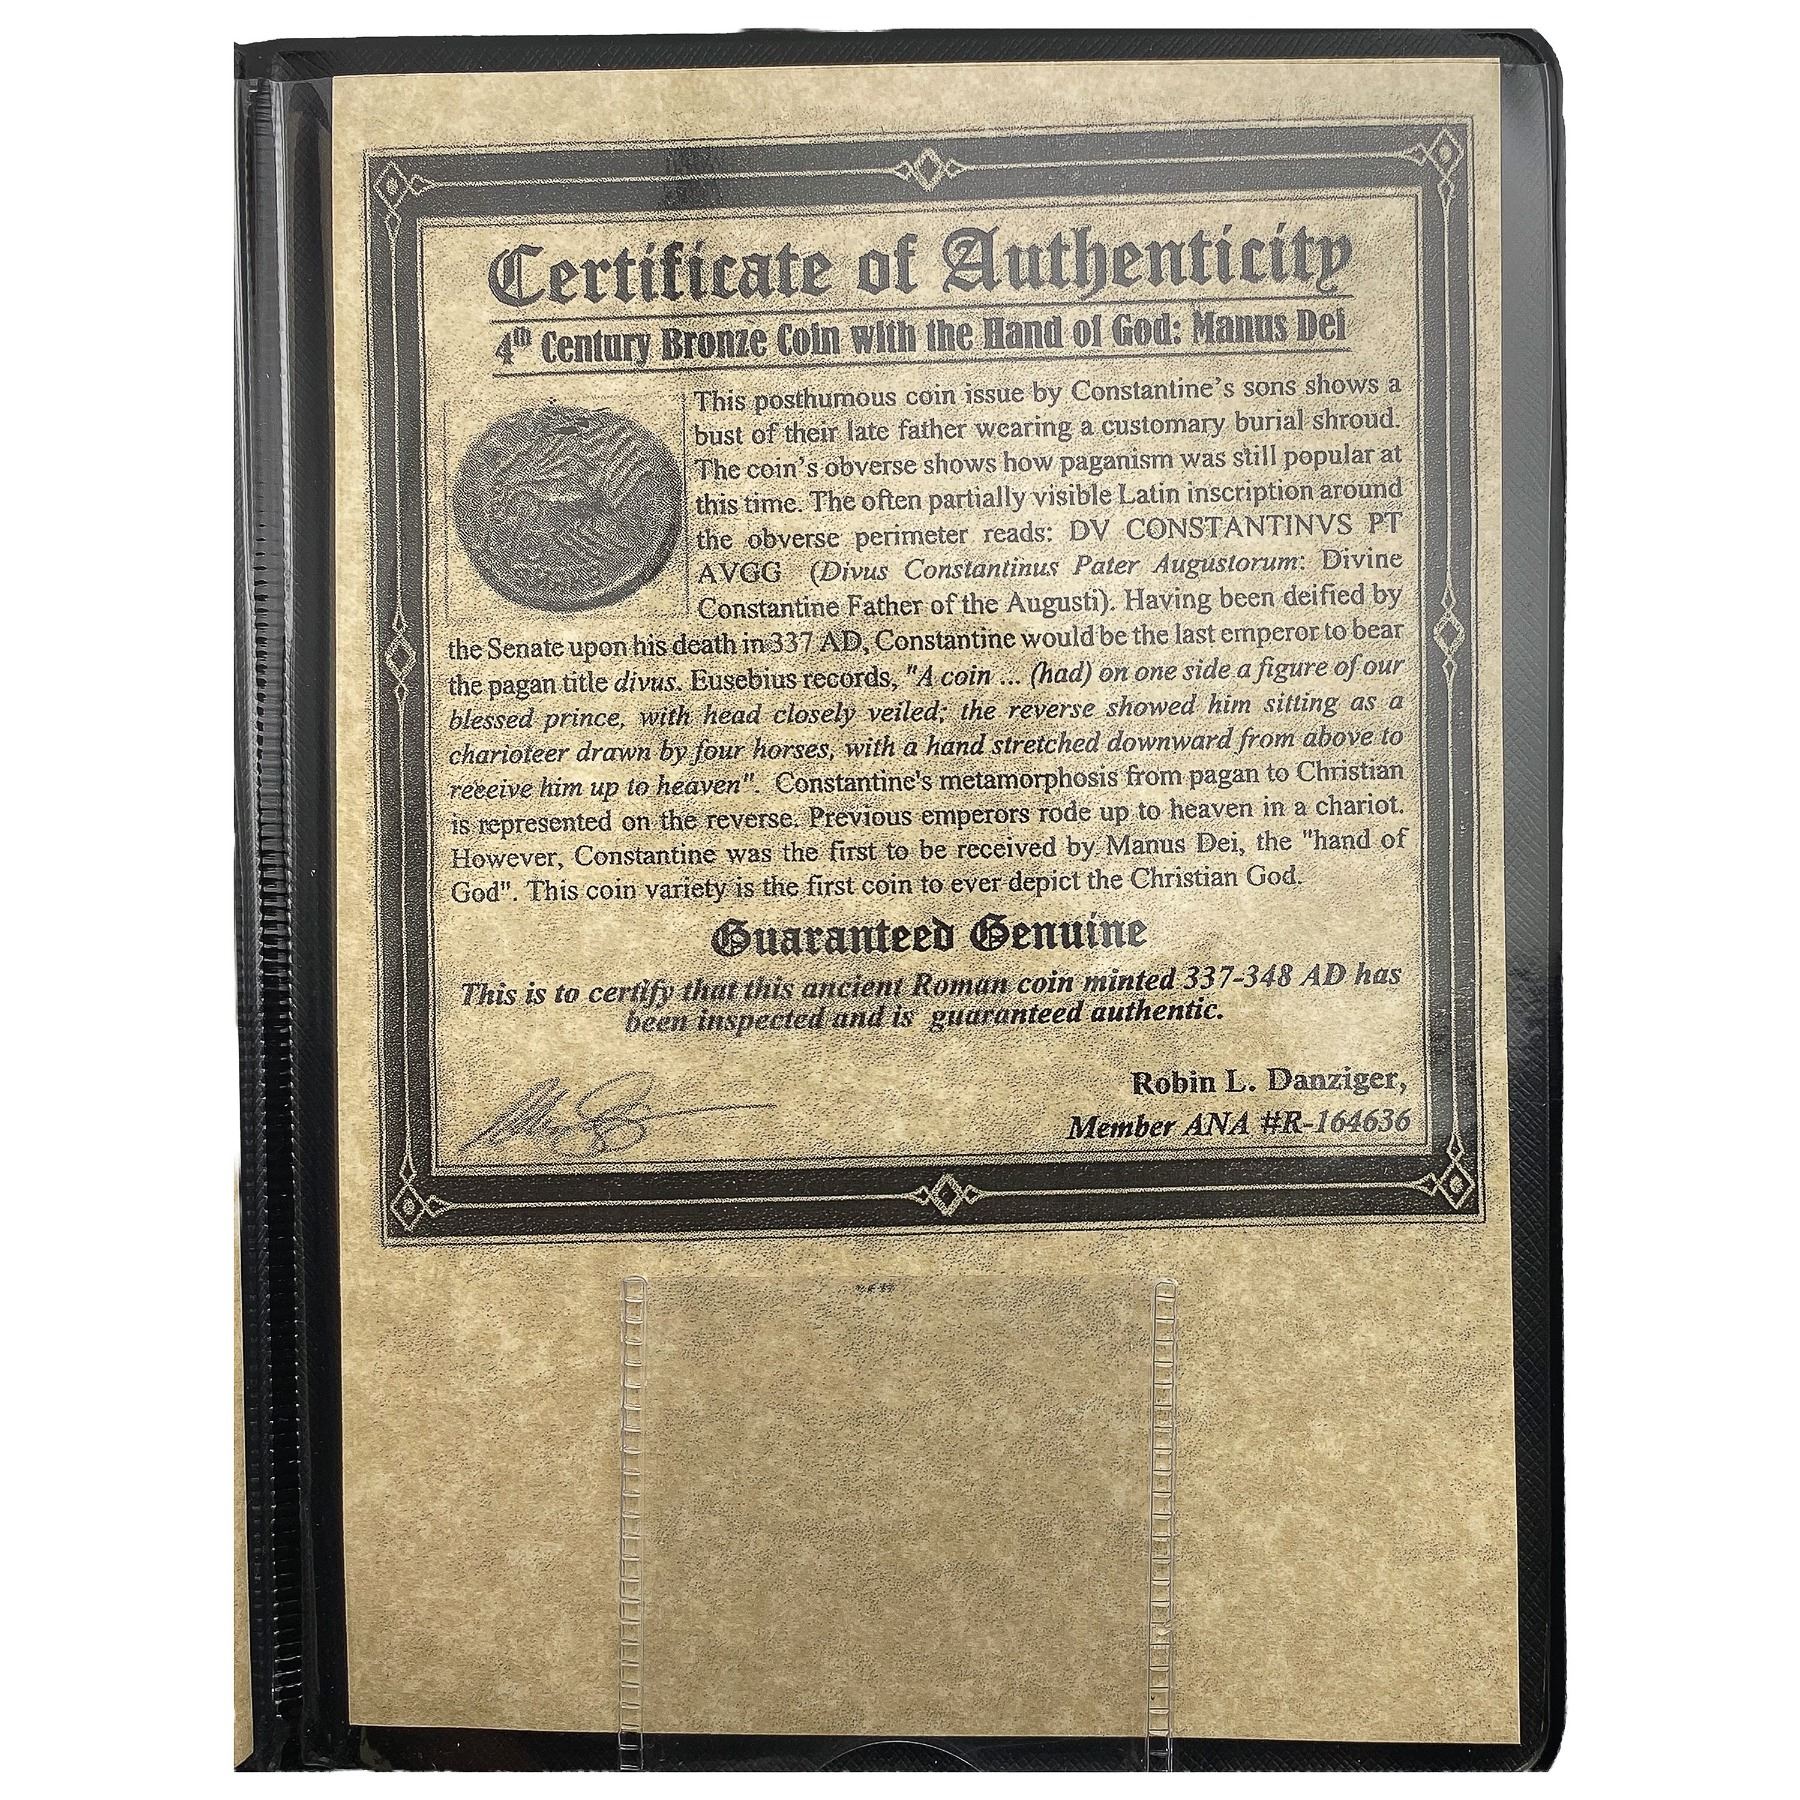 Certificate of Authenticity
4th Century Bronze Coin with the Hand of God: Manus Dei
This posthumous coin issue by Constantine's sons shows a
bust of their late father wearing a customary burial shroud.
The coin's obverse shows how paganism was still popular at
this time. The often partially visible Latin inscription around
the obverse perimeter reads: DV CONSTANTINVS PT
AVGG (Divus Constantinus Pater Augustorum: Divine
Constantine Father of the Augusti). Having been deified by
the Senate upon his death in 337 AD, Constantine would be the last emperor to bear
the pagan title divus. Eusebius records, "A coin ... (had) on one side a figure of our
blessed prince, with head closely veiled; the reverse showed him sitting as a
charioteer drawn by four horses, with a hand stretched downward from above to
receive him up to heaven". Constantine's metamorphosis from pagan to Christian
is represented on the reverse. Previous emperors rode up to heaven in a chariot.
However, Constantine was the first to be received by Manus Dei, the "hand of
God". This coin variety is the first coin to ever depict the Christian God.
Guaranteed Genuine
This is to certify that this ancient Roman coin minted 337-348 AD has
been inspected and is guaranteed authentic.
Robin L. Danziger,
Member ANA #R-164636